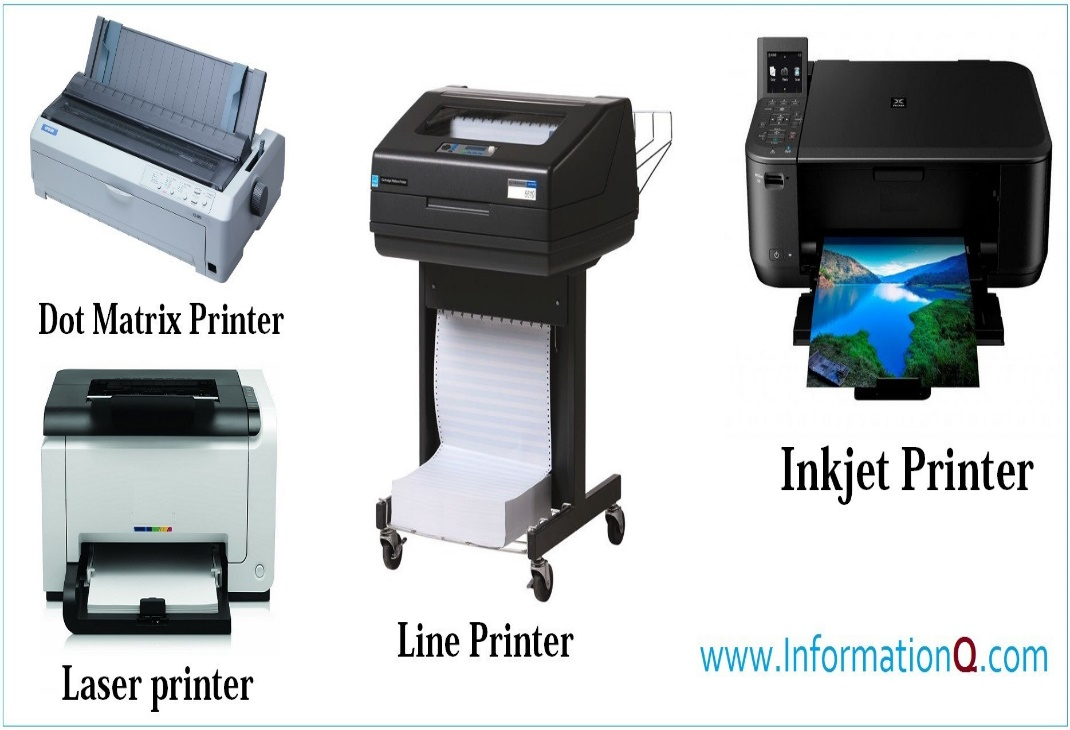 Dot Matrix Printer
Laser printer
Line Printer
Inkjet Printer
www.InformationQ.com